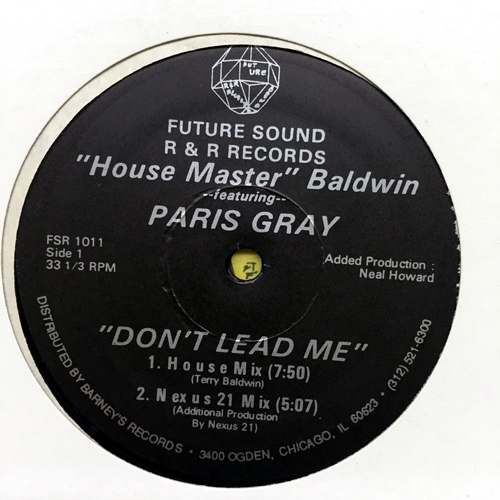 FUTURE
FUTURE SOUND
R & R RECORDS
"House Master" Baldwin
--featuring--
PARIS GRAY
FSR 1011
Side 1
33 1/3 RPM
Added Production :
Neal Howard
"DON'T LEAD ME"
1. House Mix (7:50)
(Terry Baldwin)
2. Nexus 21 Mix (5:07)
(Additional Production
By Nexus 21)
DISTRIBUTED BY BARNEY'S RECORDS • 3400 OGDEN, CHICAGO, IL 60623 • (312) 521-6300